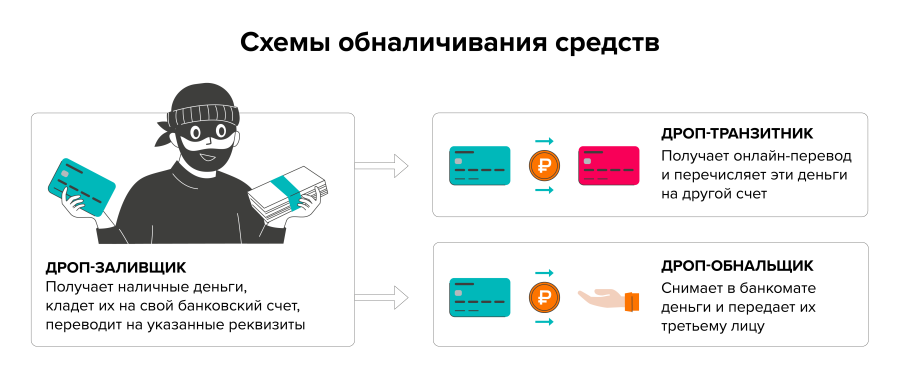 Схемы обналичивания средств
ДРОП-ЗАЛИВЩИК
Получает наличные деньги,
кладет их на свой банковский счет,
переводит на указанные реквизиты
ДРОП-ТРАНЗИТНИК
Получает онлайн-перевод
и перечисляет эти деньги
на другой счет
ДРОП-ОБНАЛЬЩИК
Снимает в банкомате
деньги и передает их
третьему лицу